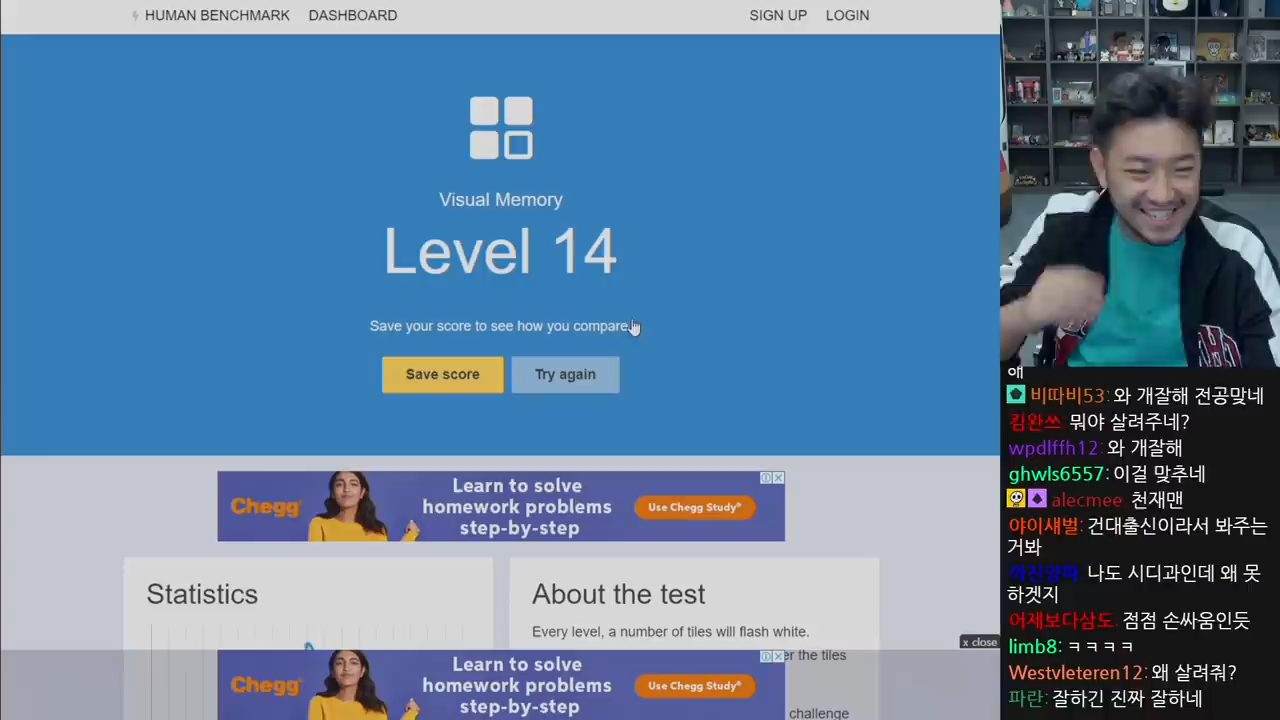 HUMAN BENCHMARK DASHBOARD SIGN UP LOGIN
Visual Memory
Level 14
Save your score to see how you compare.
Save score Try again
Chegg
Learn to solve
homework problems
step-by-step
Use Chegg Study®
Statistics
About the test
Every level, a number of tiles will flash white.
er the tiles
x close
Chegg
Learn to solve
homework problems
step-by-step
Use Chegg Study®
challenge
비따비53: 와 개잘해 전공맞네
킴완쓰 뭐야 살려주네?
wpdlffh12: 와 개잘해
ghwls6557: 이걸 맞추네
alecmee 천재맨
야이새벌: 건대출신이라서 봐주는
거봐
나도 시디과인데 왜 못
하겟지
어제보다삼도: 점점 손싸움인듯
limb8: ㅋㅋㅋㅋ
Westvleteren12: 왜 살려줘?
파란: 잘하긴 진짜 잘하네